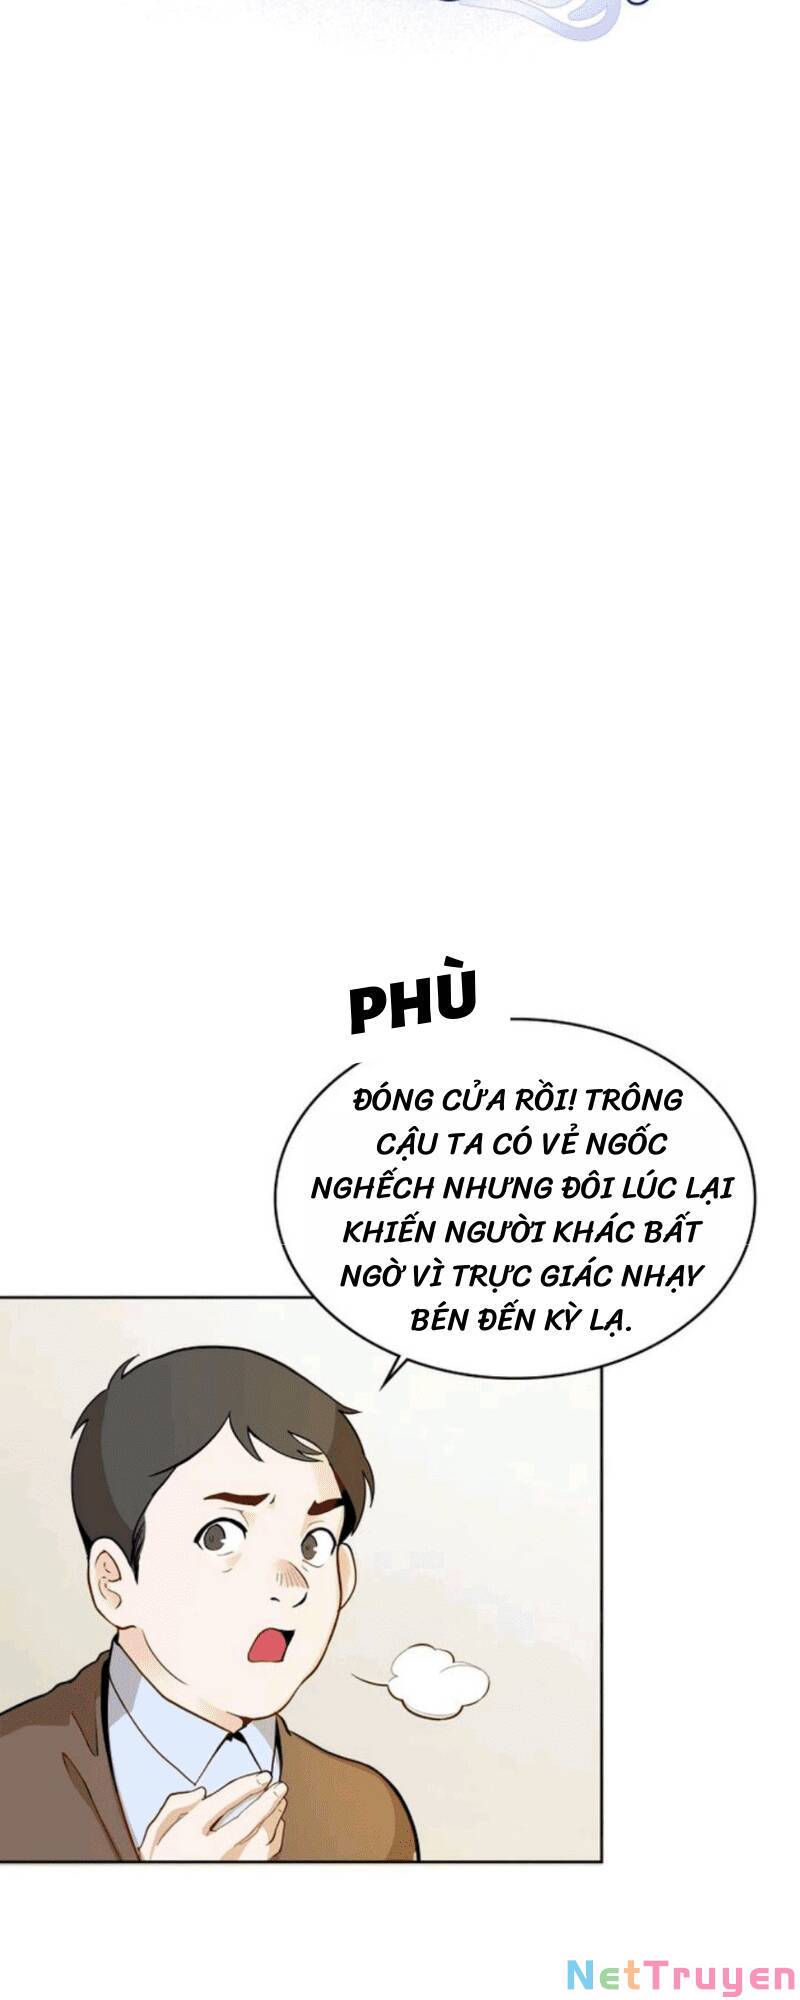 PHÙ
ĐÓNG CỬA RỒI! TRÔNG
CẬU TA CÓ VẺ NGỐC
NGHẾCH NHƯNG ĐÔI LÚC LẠI
KHIẾN NGƯỜI KHÁC BẤT
NGỜ VÌ TRỰC GIÁC NHẠY
BÉN ĐẾN KỲ LẠ.
NetTruyen